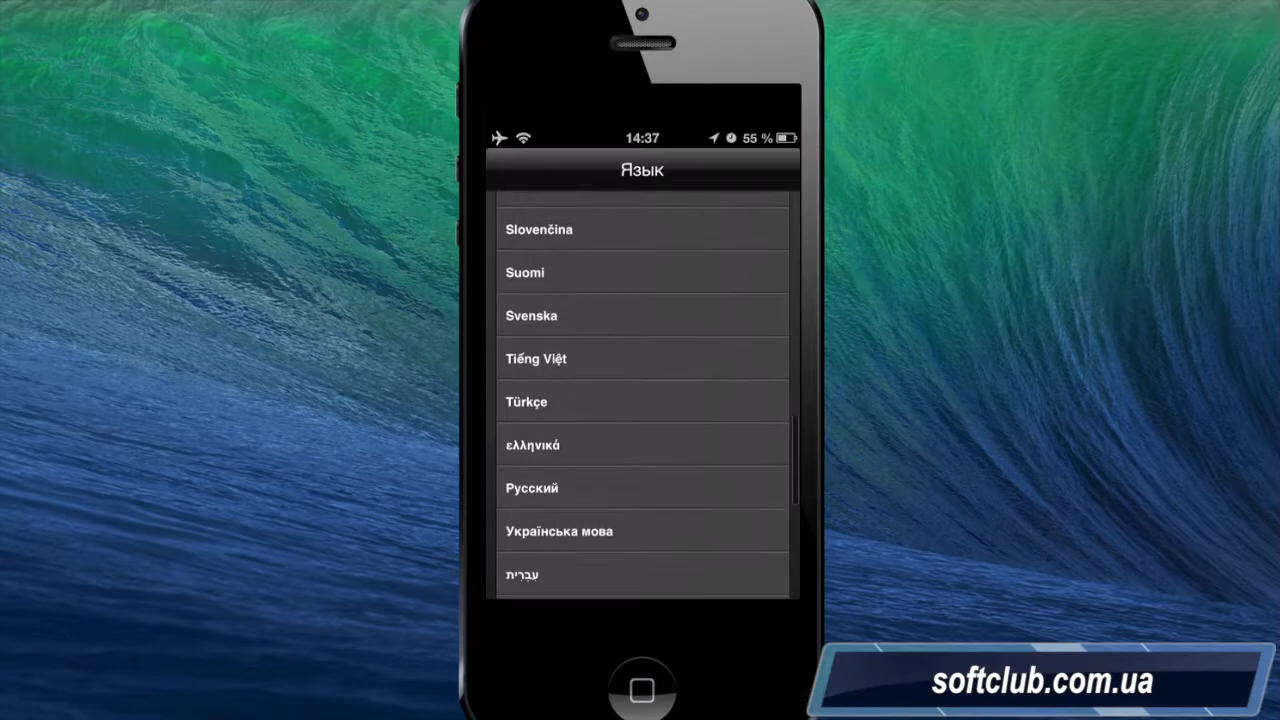 14:37
55 %
Язык
Slovenčina
Suomi
Svenska
Tiếng Việt
Türkçe
ελληνικά
Русский
Українська мова
עִבְרִית
softclub.com.ua